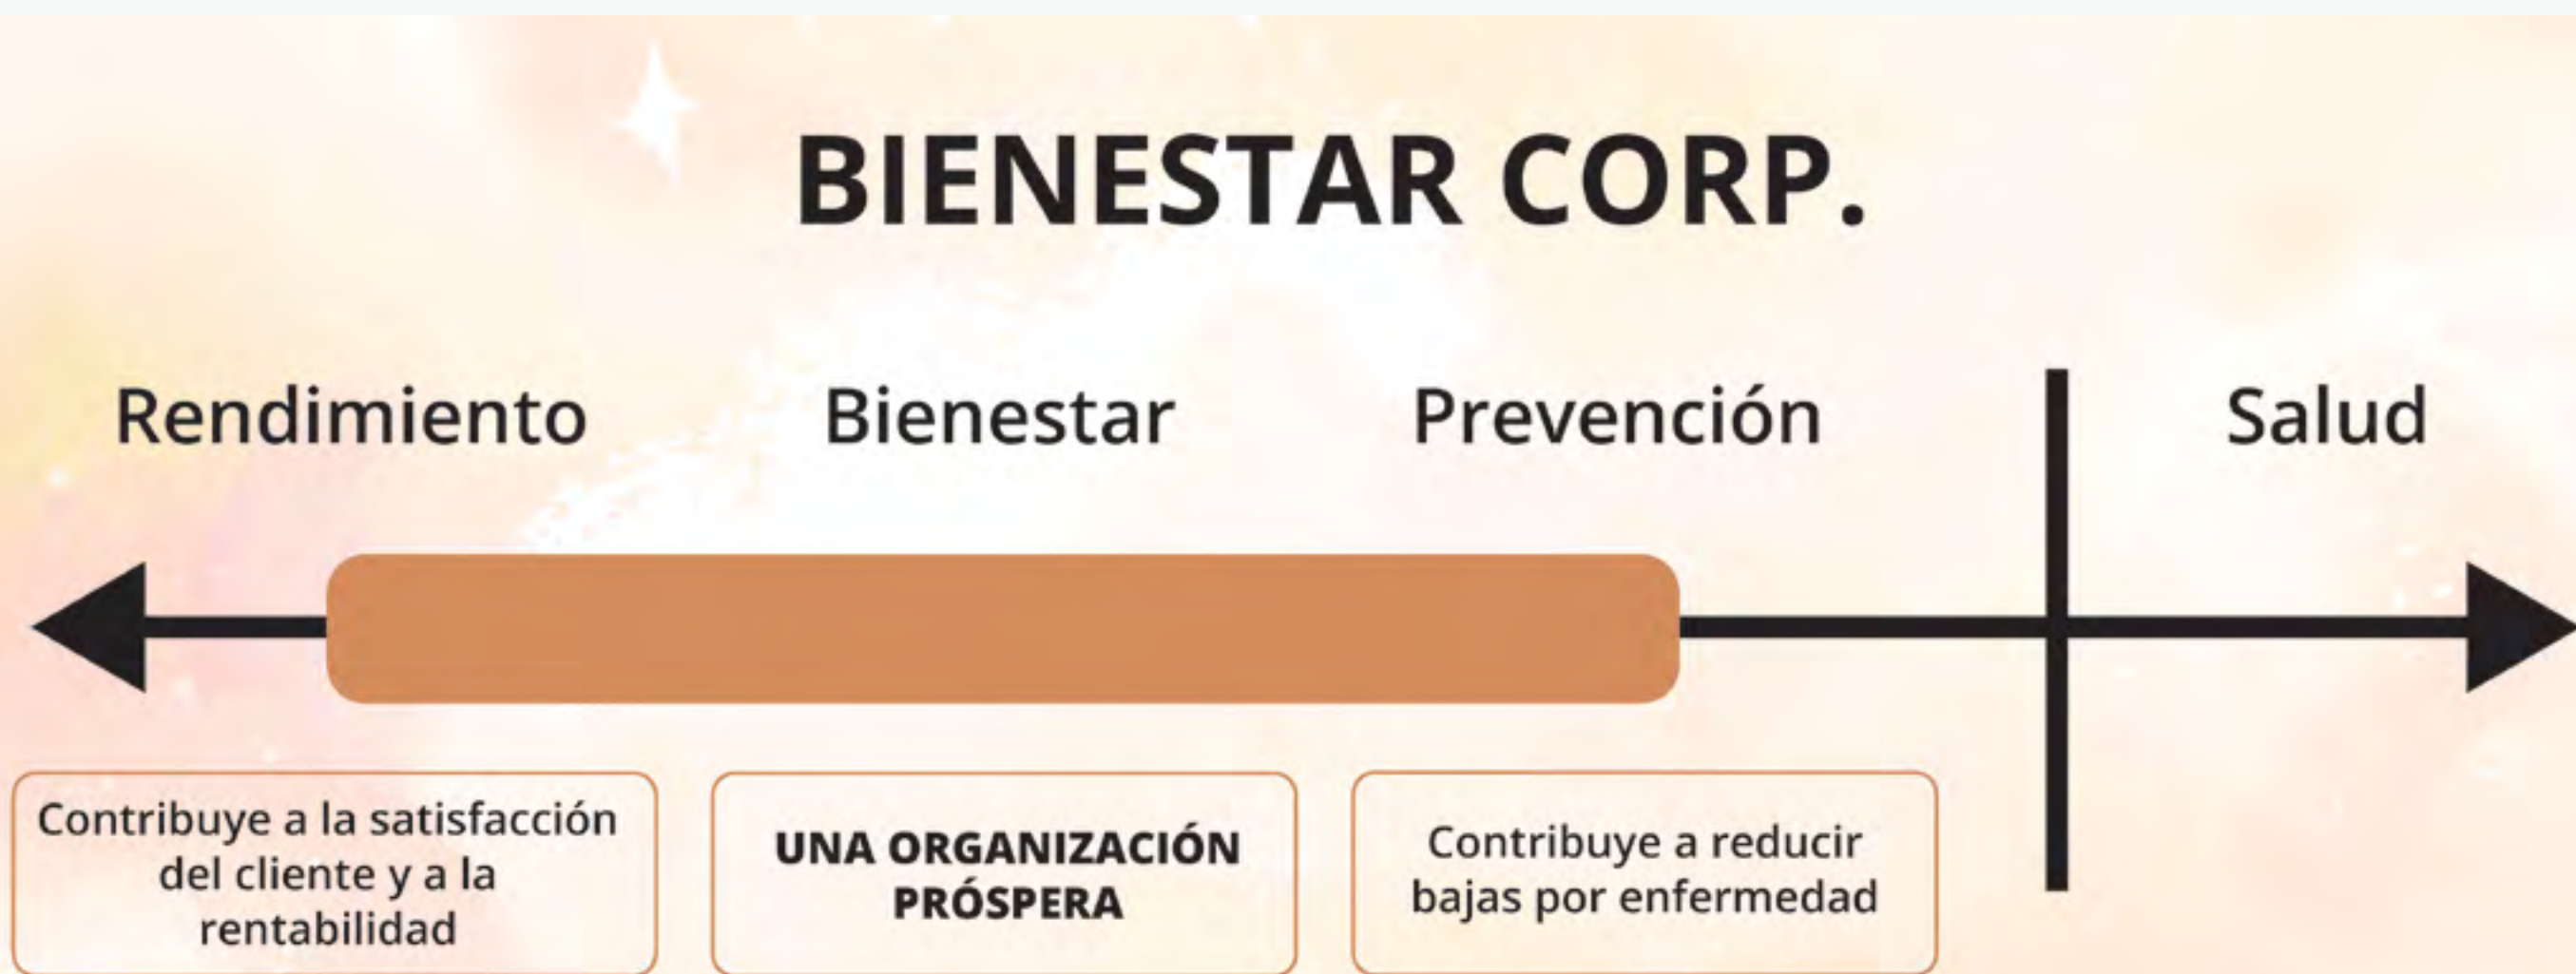 BIENESTAR CORP.
Rendimiento
Bienestar
Prevención
Salud
Contribuye a la satisfacción
del cliente y a la
rentabilidad
UNA ORGANIZACIÓN
PRÓSPERA
Contribuye a reducir
bajas por enfermedad